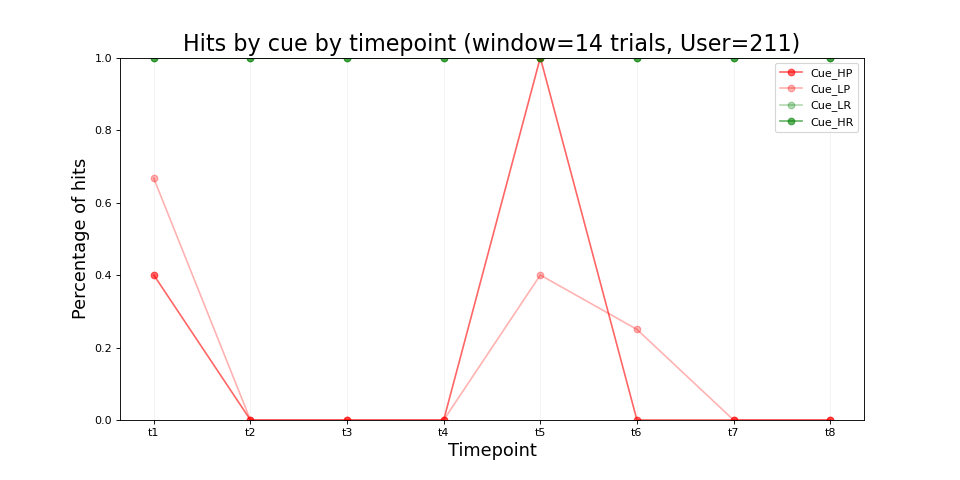 Hits by cue by timepoint (window=14 trials, User=211)
Percentage of hits
1.0
0.8
0.6
0.4
0.2
0.0
Cue_HP
Cue_LP
Cue_LR
Cue_HR
t1 t2 t3 t4 t5 t6 t7 t8
Timepoint